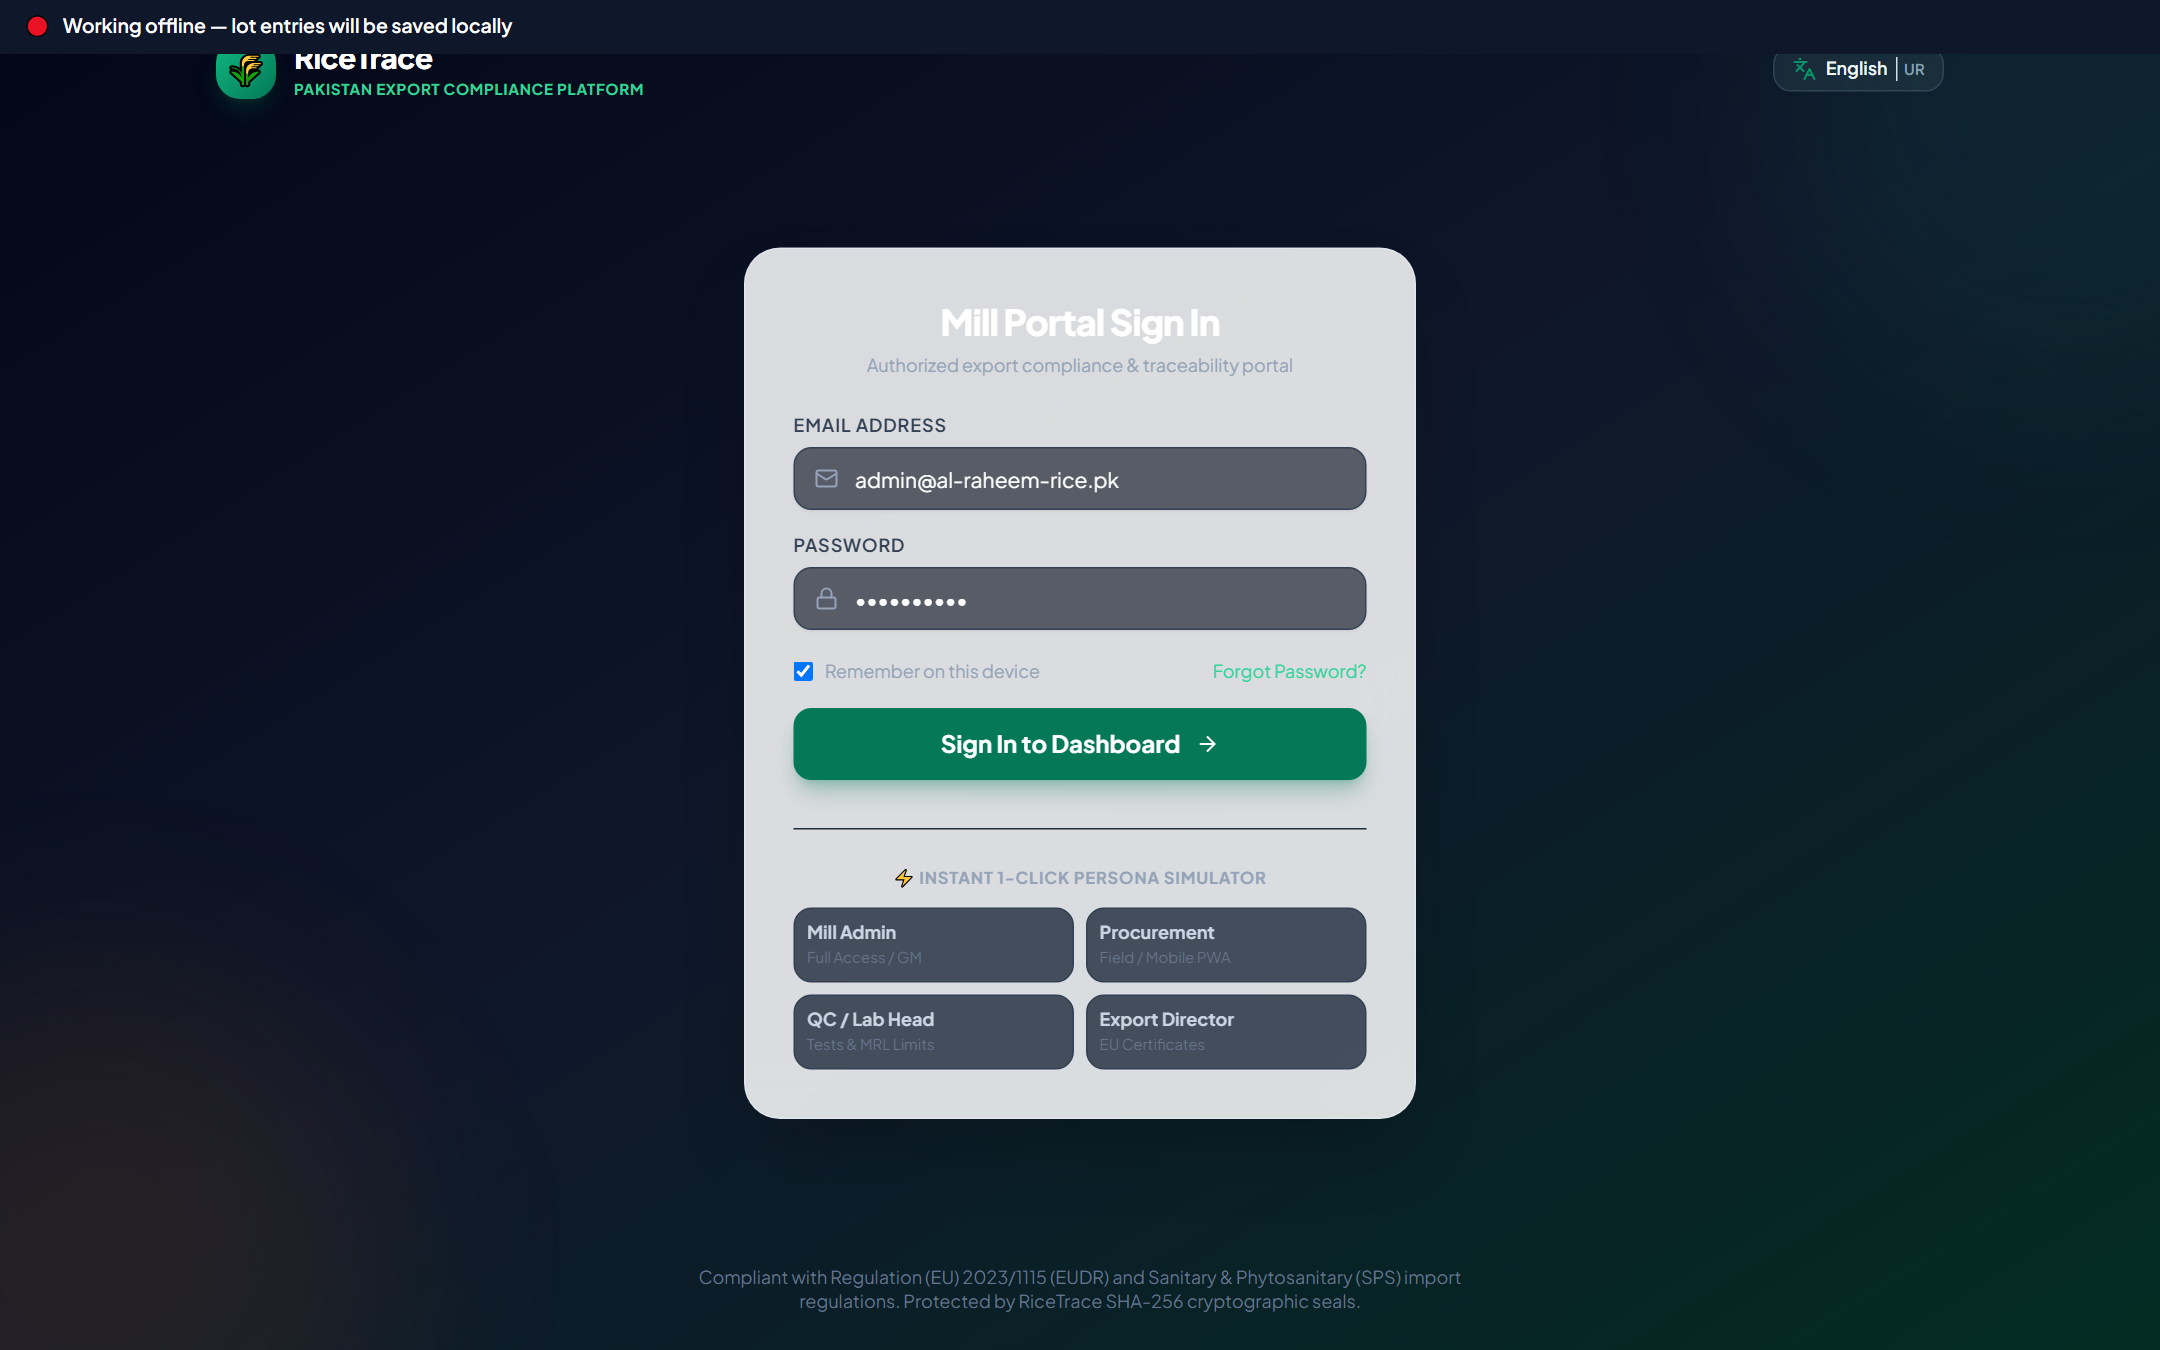 Working offline — lot entries will be saved locally
RiceTrace
PAKISTAN EXPORT COMPLIANCE PLATFORM
English | UR
Mill Portal Sign In
Authorized export compliance & traceability portal
EMAIL ADDRESS
admin@al-raheem-rice.pk
PASSWORD
••••••••••
Remember on this device
Forgot Password?
Sign In to Dashboard →
⚡ INSTANT 1-CLICK PERSONA SIMULATOR
Mill Admin
Full Access / GM
Procurement
Field / Mobile PWA
QC / Lab Head
Tests & MRL Limits
Export Director
EU Certificates
Compliant with Regulation (EU) 2023/1115 (EUDR) and Sanitary & Phytosanitary (SPS) import
regulations. Protected by RiceTrace SHA-256 cryptographic seals.